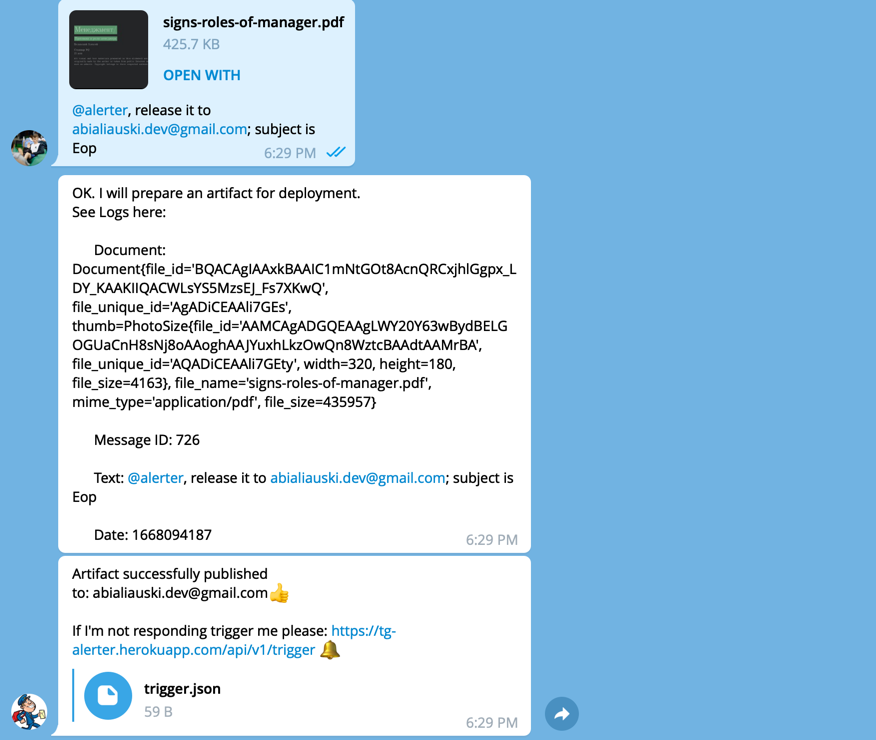 signs-roles-of-manager.pdf
425.7 KB
OPEN WITH
@alerter, release it to
abialiauski.dev@gmail.com; subject is
Eop
6:29 PM
OK. I will prepare an artifact for deployment.
See Logs here:
Document:
Document{file_id='BQACAgIAAxkBAAIC1mNtGOt8AcnQRCxjhlGgpx_L
DY_KAAKIIQACWLsYS5MzsEJ_Fs7XKwQ',
file_unique_id='AgADiCEAAli7GEs',
thumb=PhotoSize{file_id='AAMCAgADGQEAAgLWY20Y63wBydBELG
OGUaCnH8sNj8oAAoghAAJYuxhLkzOwQn8WztcBAAdtAAMrBA',
file_unique_id='AQADiCEAAli7GEty', width=320, height=180,
file_size=4163}, file_name='signs-roles-of-manager.pdf',
mime_type='application/pdf', file_size=435957}
Message ID: 726
Text: @alerter, release it to abialiauski.dev@gmail.com; subject is
Eop
Date: 1668094187
6:29 PM
Artifact successfully published
to: abialiauski.dev@gmail.com👍
If I'm not responding trigger me please: https://tg-
alerter.herokuapp.com/api/v1/trigger 🔔
trigger.json
59 B
6:29 PM